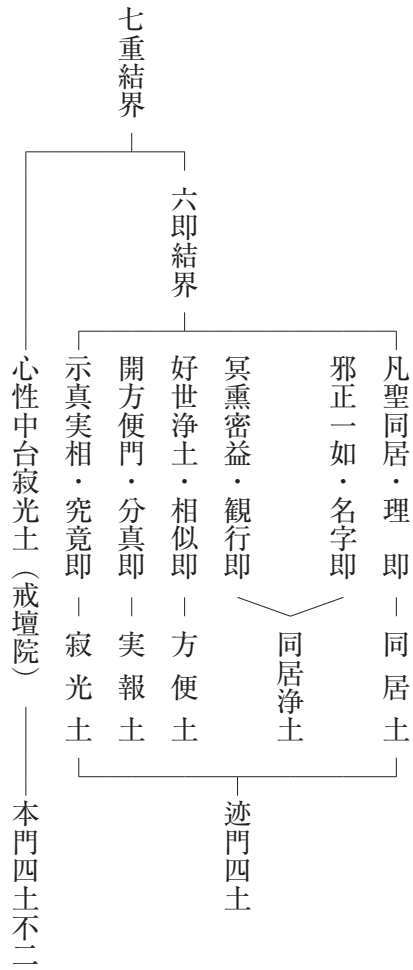 七重結界
六即結界
凡聖同居・理　即 ― 同居土
邪正一如・名字即
冥熏密益・観行即
同居浄土
好世浄土・相似即 ― 方便土
開方便門・分真即 ― 実報土
示真実相・究竟即 ― 寂光土
迹門四土
心性中台寂光土（戒壇院） ― 本門四土不二